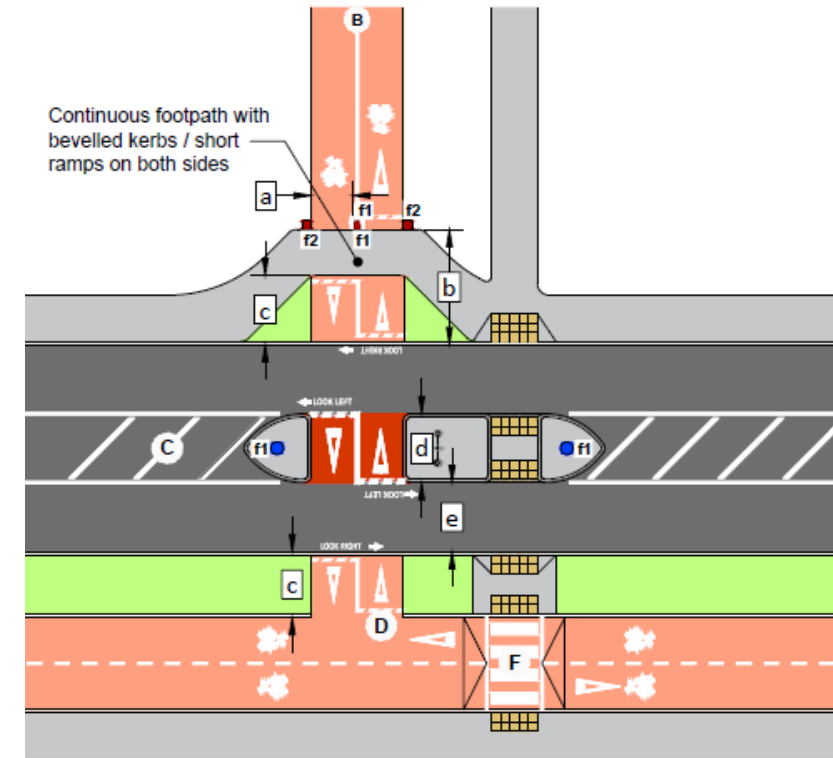 B
Continuous footpath with
bevelled kerbs / short
ramps on both sides
a
f1
f2
f2
f1
b
c
LOOK RIGHT
LOOK LEFT
C
f1
d
f1
e
LOOK LEFT
LOOK RIGHT
c
D
F